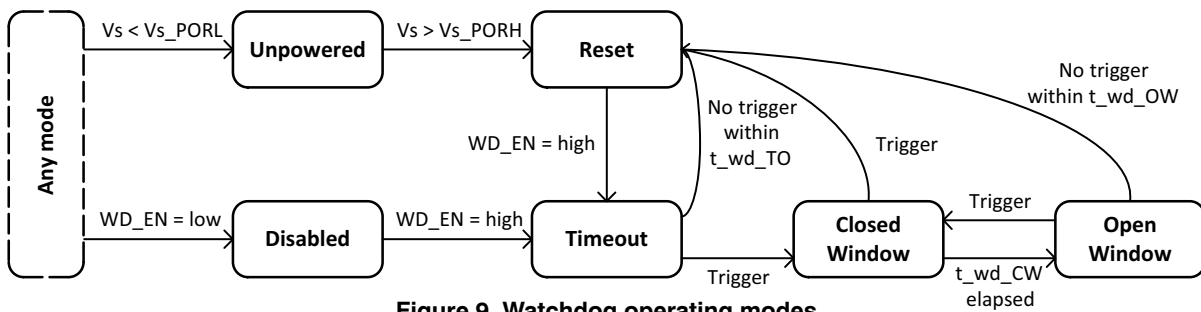 Vs < Vs_PORL
Vs > Vs_PORH
Unpowered
Reset
No trigger
within t_wd_OW
No trigger
within
t_wd_TO
Any mode
WD_EN = high
Trigger
WD_EN = low
WD_EN = high
Disabled
Timeout
Closed
Window
Trigger
Open
Window
Trigger
t_wd_CW
elapsed
Figure 9. Watchdog operating modes